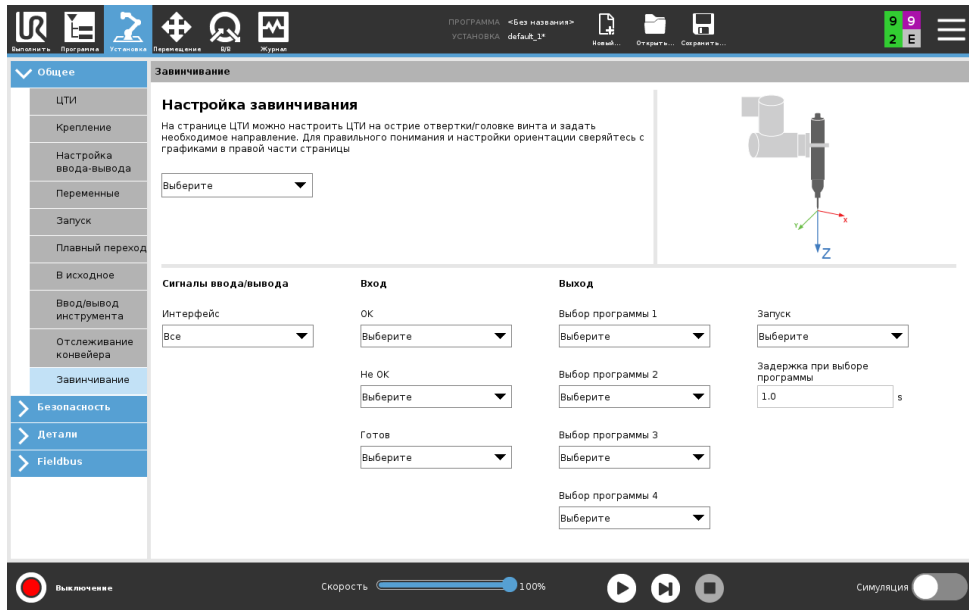 ПРОГРАММА <Без названия>
УСТАНОВКА default_1*
Выполнить Программа Установка Перемещение В/В Журнал
Новый... Открыть... Сохранить...
9 9
2 E
Общее
ЦТИ
Крепление
Настройка
ввода-вывода
Переменные
Запуск
Плавный переход
В исходное
Ввод/вывод
инструмента
Отслеживание
конвейера
Завинчивание
Безопасность
Детали
Fieldbus
Завинчивание
Настройка завинчивания
На странице ЦТИ можно настроить ЦТИ на острие отвертки/головке винта и задать
необходимое направление. Для правильного понимания и настройки ориентации сверяйтесь с
графиками в правой части страницы
Выберите
Y X
Z
Сигналы ввода/вывода
Интерфейс
Все
Вход
OK
Выберите
Не OK
Выберите
Готов
Выберите
Выход
Выбор программы 1
Выберите
Выбор программы 2
Выберите
Выбор программы 3
Выберите
Выбор программы 4
Выберите
Запуск
Выберите
Задержка при выборе
программы
1.0 s
Выключение
Скорость 100%
Симуляция